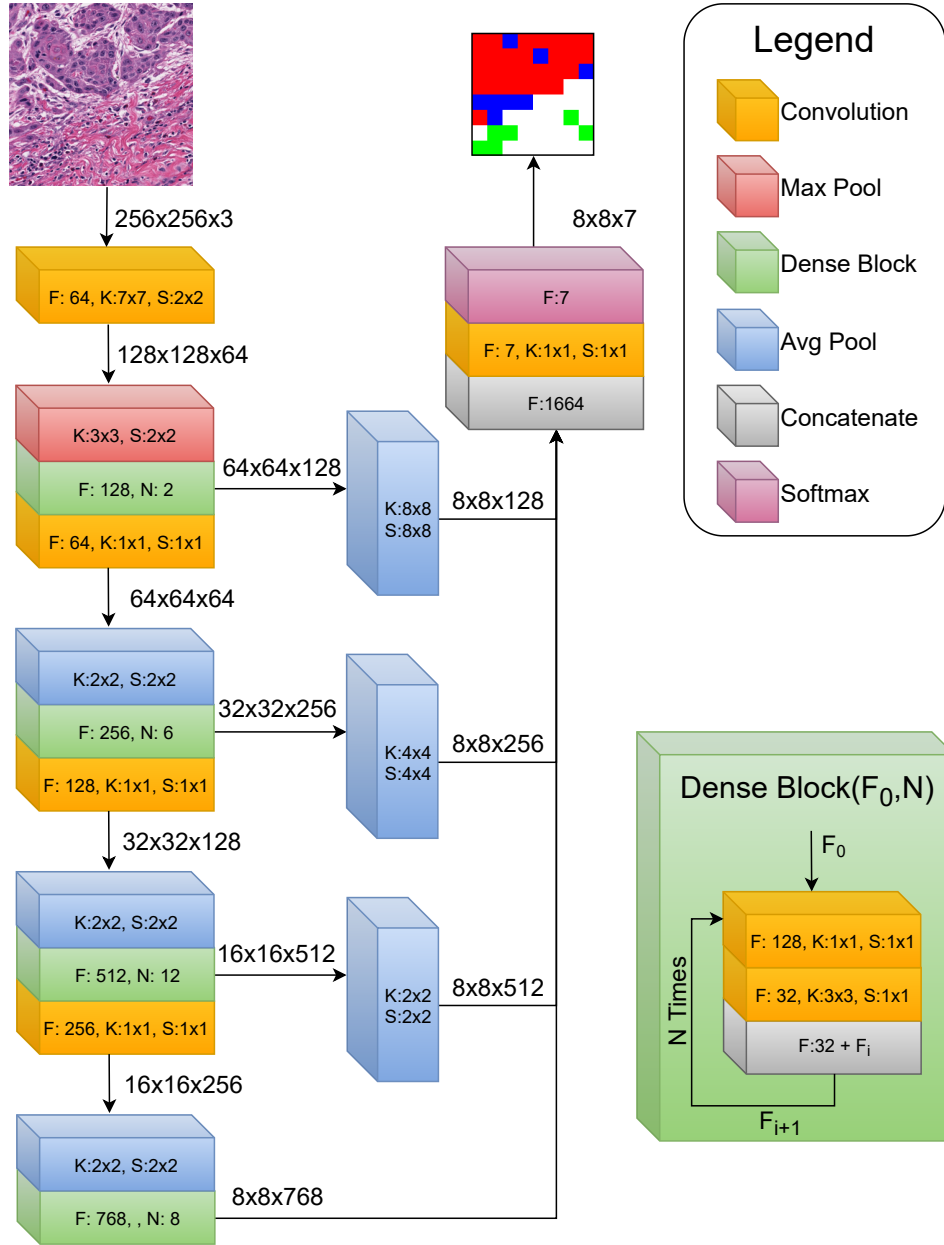 256x256x3
F: 64, K:7x7, S:2x2
128x128x64
K:3x3, S:2x2
F: 128, N: 2
F: 64, K:1x1, S:1x1
64x64x128
K:8x8
S:8x8
8x8x128
64x64x64
K:2x2, S:2x2
F: 256, N: 6
F: 128, K:1x1, S:1x1
32x32x256
K:4x4
S:4x4
8x8x256
32x32x128
K:2x2, S:2x2
F: 512, N: 12
F: 256, K:1x1, S:1x1
16x16x512
K:2x2
S:2x2
8x8x512
16x16x256
K:2x2, S:2x2
F: 768, , N: 8
8x8x768
8x8x7
F:7
F: 7, K:1x1, S:1x1
F:1664
Legend
Convolution
Max Pool
Dense Block
Avg Pool
Concatenate
Softmax
Dense Block(F0,N)
F0
F: 128, K:1x1, S:1x1
F: 32, K:3x3, S:1x1
F:32 + Fi
N Times
Fi+1